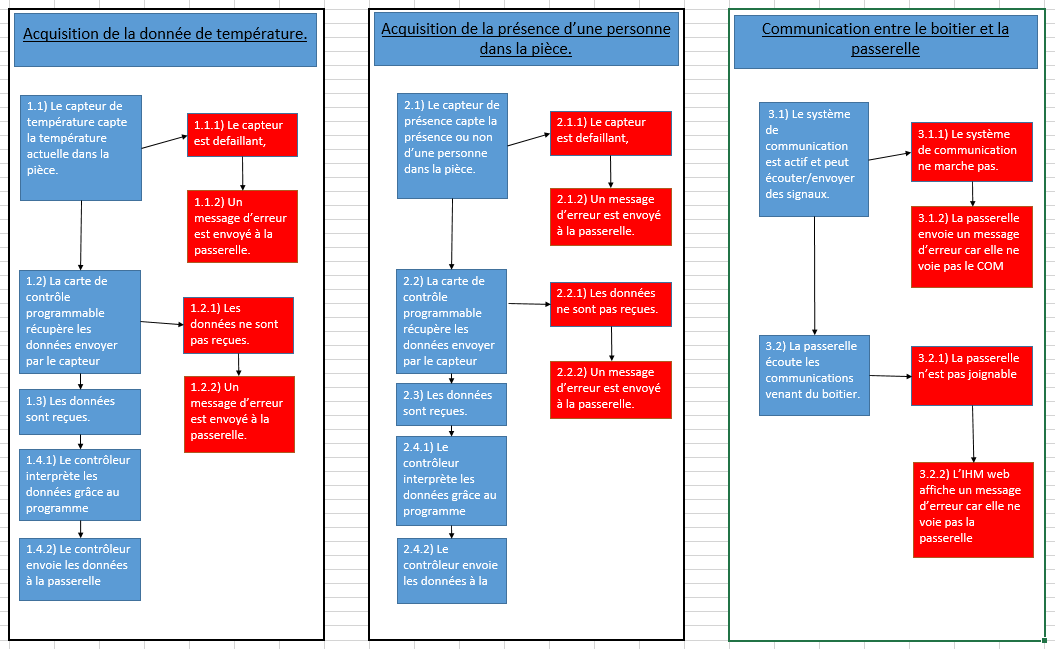 Acquisition de la donnée de température.
1.1) Le capteur de
température capte
la température
actuelle dans la
pièce.
1.1.1) Le capteur
est defaillant,
1.1.2) Un
message d'erreur
est envoyé à la
passerelle.
1.2) La carte de
contrôle
programmable
récupère les
données envoyer
par le capteur
1.2.1) Les
données ne sont
pas reçues.
1.2.2) Un
message d'erreur
est envoyé à la
passerelle.
1.3) Les données
sont reçues.
1.4.1) Le contrôleur
interprète les
données grâce au
programme
1.4.2) Le contrôleur
envoie les données
à la passerelle
Acquisition de la présence d'une personne
dans la pièce.
2.1) Le capteur de
présence capte la
présence ou non
d'une personne
dans la pièce.
2.1.1) Le capteur
est defaillant,
2.1.2) Un message
d'erreur est envoyé
à la passerelle.
2.2) La carte de
contrôle
programmable
récupère les
données envoyer
par le capteur
2.2.1) Les données
ne sont pas reçues.
2.2.2) Un message
d'erreur est envoyé
à la passerelle.
2.3) Les données
sont reçues.
2.4.1) Le
contrôleur
interprète les
données grâce au
programme
2.4.2) Le
contrôleur envoie
les données à la
Communication entre le boitier et la
passerelle
3.1) Le système
de
communication
est actif et peut
écouter/envoyer
des signaux.
3.1.1) Le système
de communication
ne marche pas.
3.1.2) La passerelle
envoie un message
d'erreur car elle ne
voie pas le COM
3.2) La passerelle
écoute les
communications
venant du boitier.
3.2.1) La passerelle
n'est pas joignable
3.2.2) L'IHM web
affiche un message
d'erreur car elle ne
voie pas la
passerelle